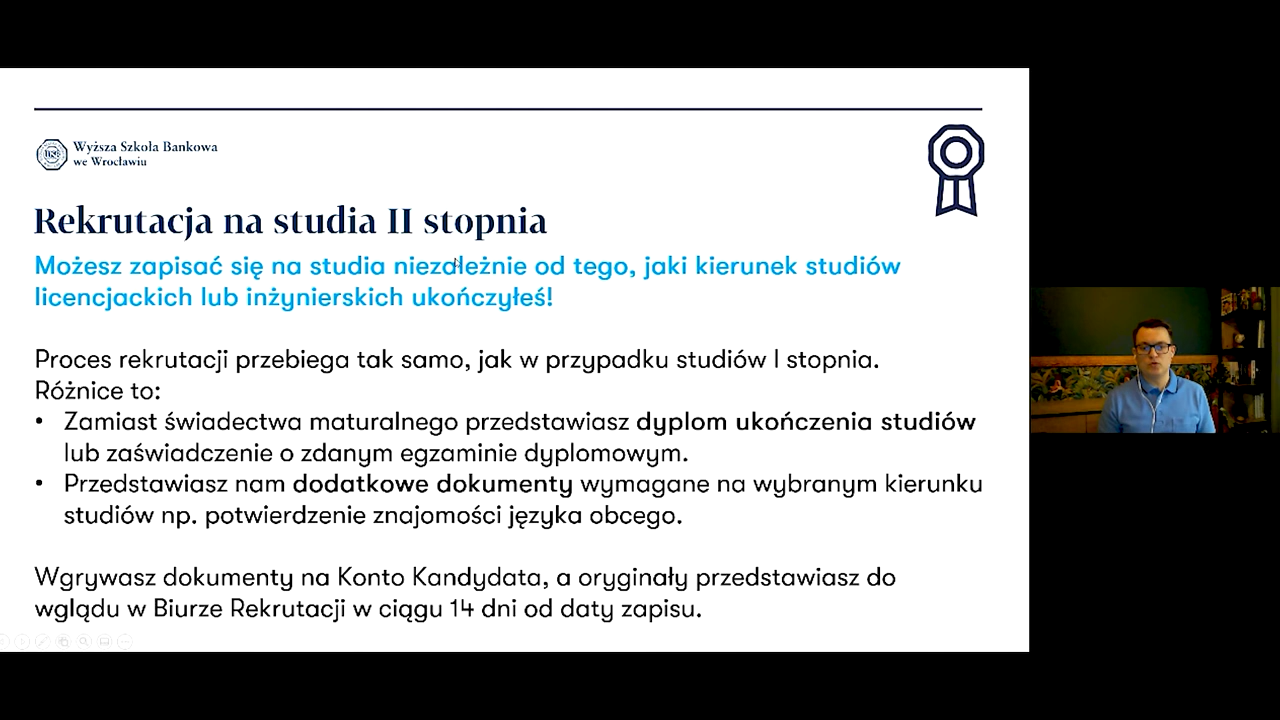 Wyższa Szkoła Bankowa
we Wrocławiu
Rekrutacja na studia II stopnia
Możesz zapisać się na studia niezależnie od tego, jaki kierunek studiów
licencjackich lub inżynierskich ukończyłeś!
Proces rekrutacji przebiega tak samo, jak w przypadku studiów I stopnia.
Różnice to:
• Zamiast świadectwa maturalnego przedstawiasz dyplom ukończenia studiów
lub zaświadczenie o zdanym egzaminie dyplomowym.
• Przedstawiasz nam dodatkowe dokumenty wymagane na wybranym kierunku
studiów np. potwierdzenie znajomości języka obcego.
Wgrywasz dokumenty na Konto Kandydata, a oryginały przedstawiasz do
wglądu w Biurze Rekrutacji w ciągu 14 dni od daty zapisu.